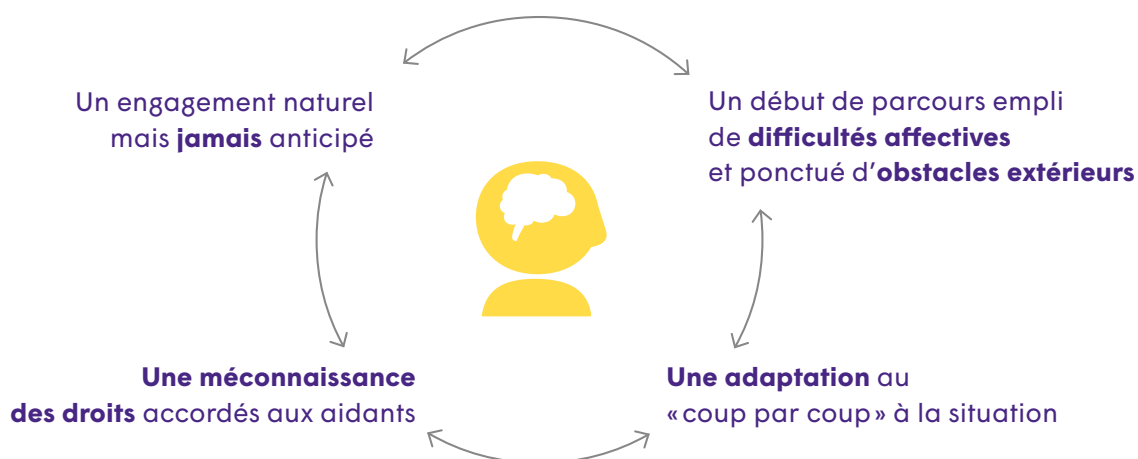 Un engagement naturel
mais jamais anticipé
Un début de parcours empli
de difficultés affectives
et ponctué d’obstacles extérieurs
Une méconnaissance
des droits accordés aux aidants
Une adaptation au
«coup par coup» à la situation